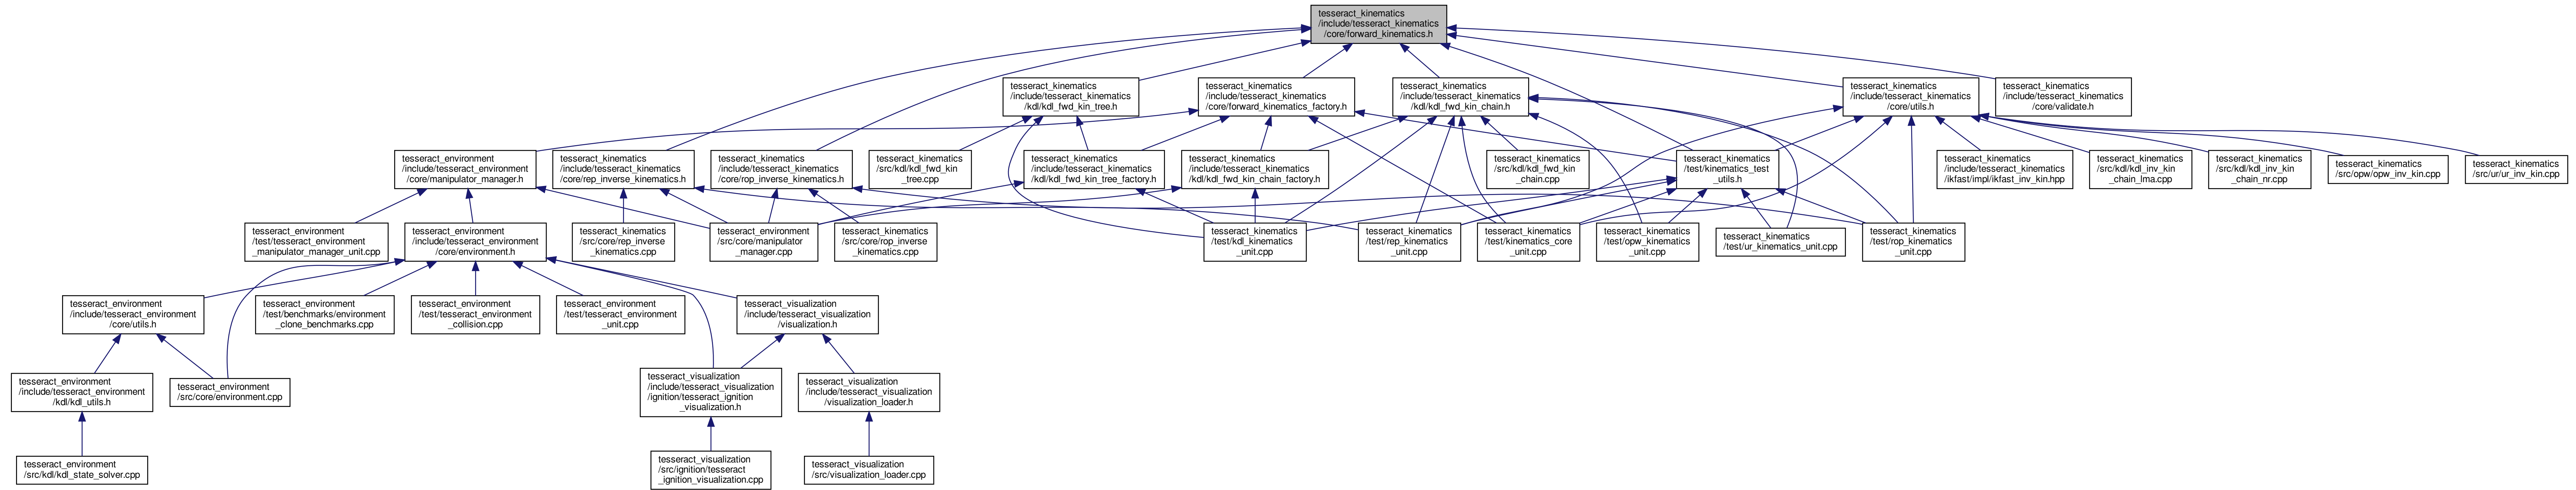 tesseract_kinematics
/include/tesseract_kinematics
/core/forward_kinematics.h
tesseract_kinematics
/include/tesseract_kinematics
/kdl/kdl_fwd_kin_tree.h
tesseract_kinematics
/include/tesseract_kinematics
/core/forward_kinematics_factory.h
tesseract_kinematics
/include/tesseract_kinematics
/kdl/kdl_fwd_kin_chain.h
tesseract_kinematics
/include/tesseract_kinematics
/core/utils.h
tesseract_kinematics
/include/tesseract_kinematics
/core/validate.h
tesseract_environment
/include/tesseract_environment
/core/manipulator_manager.h
tesseract_kinematics
/include/tesseract_kinematics
/core/rep_inverse_kinematics.h
tesseract_kinematics
/include/tesseract_kinematics
/core/rop_inverse_kinematics.h
tesseract_kinematics
/src/kdl/kdl_fwd_kin
_tree.cpp
tesseract_kinematics
/include/tesseract_kinematics
/kdl/kdl_fwd_kin_tree_factory.h
tesseract_kinematics
/include/tesseract_kinematics
/kdl/kdl_fwd_kin_chain_factory.h
tesseract_kinematics
/src/kdl/kdl_fwd_kin
_chain.cpp
tesseract_kinematics
/test/kinematics_test
_utils.h
tesseract_kinematics
/include/tesseract_kinematics
/ikfast/impl/ikfast_inv_kin.hpp
tesseract_kinematics
/src/kdl/kdl_inv_kin
_chain_lma.cpp
tesseract_kinematics
/src/kdl/kdl_inv_kin
_chain_nr.cpp
tesseract_kinematics
/src/opw/opw_inv_kin.cpp
tesseract_kinematics
/src/ur/ur_inv_kin.cpp
tesseract_environment
/test/tesseract_environment
_manipulator_manager_unit.cpp
tesseract_environment
/include/tesseract_environment
/core/environment.h
tesseract_kinematics
/src/core/rep_inverse
_kinematics.cpp
tesseract_environment
/src/core/manipulator
_manager.cpp
tesseract_kinematics
/src/core/rop_inverse
_kinematics.cpp
tesseract_kinematics
/test/kdl_kinematics
_unit.cpp
tesseract_kinematics
/test/rep_kinematics
_unit.cpp
tesseract_kinematics
/test/kinematics_core
_unit.cpp
tesseract_kinematics
/test/opw_kinematics
_unit.cpp
tesseract_kinematics
/test/ur_kinematics_unit.cpp
tesseract_kinematics
/test/rop_kinematics
_unit.cpp
tesseract_environment
/include/tesseract_environment
/core/utils.h
tesseract_environment
/test/benchmarks/environment
_clone_benchmarks.cpp
tesseract_environment
/test/tesseract_environment
_collision.cpp
tesseract_environment
/test/tesseract_environment
_unit.cpp
tesseract_visualization
/include/tesseract_visualization
/visualization.h
tesseract_environment
/include/tesseract_environment
/kdl/kdl_utils.h
tesseract_environment
/src/core/environment.cpp
tesseract_visualization
/include/tesseract_visualization
/ignition/tesseract_ignition
_visualization.h
tesseract_visualization
/include/tesseract_visualization
/visualization_loader.h
tesseract_environment
/src/kdl/kdl_state_solver.cpp
tesseract_visualization
/src/ignition/tesseract
_ignition_visualization.cpp
tesseract_visualization
/src/visualization_loader.cpp